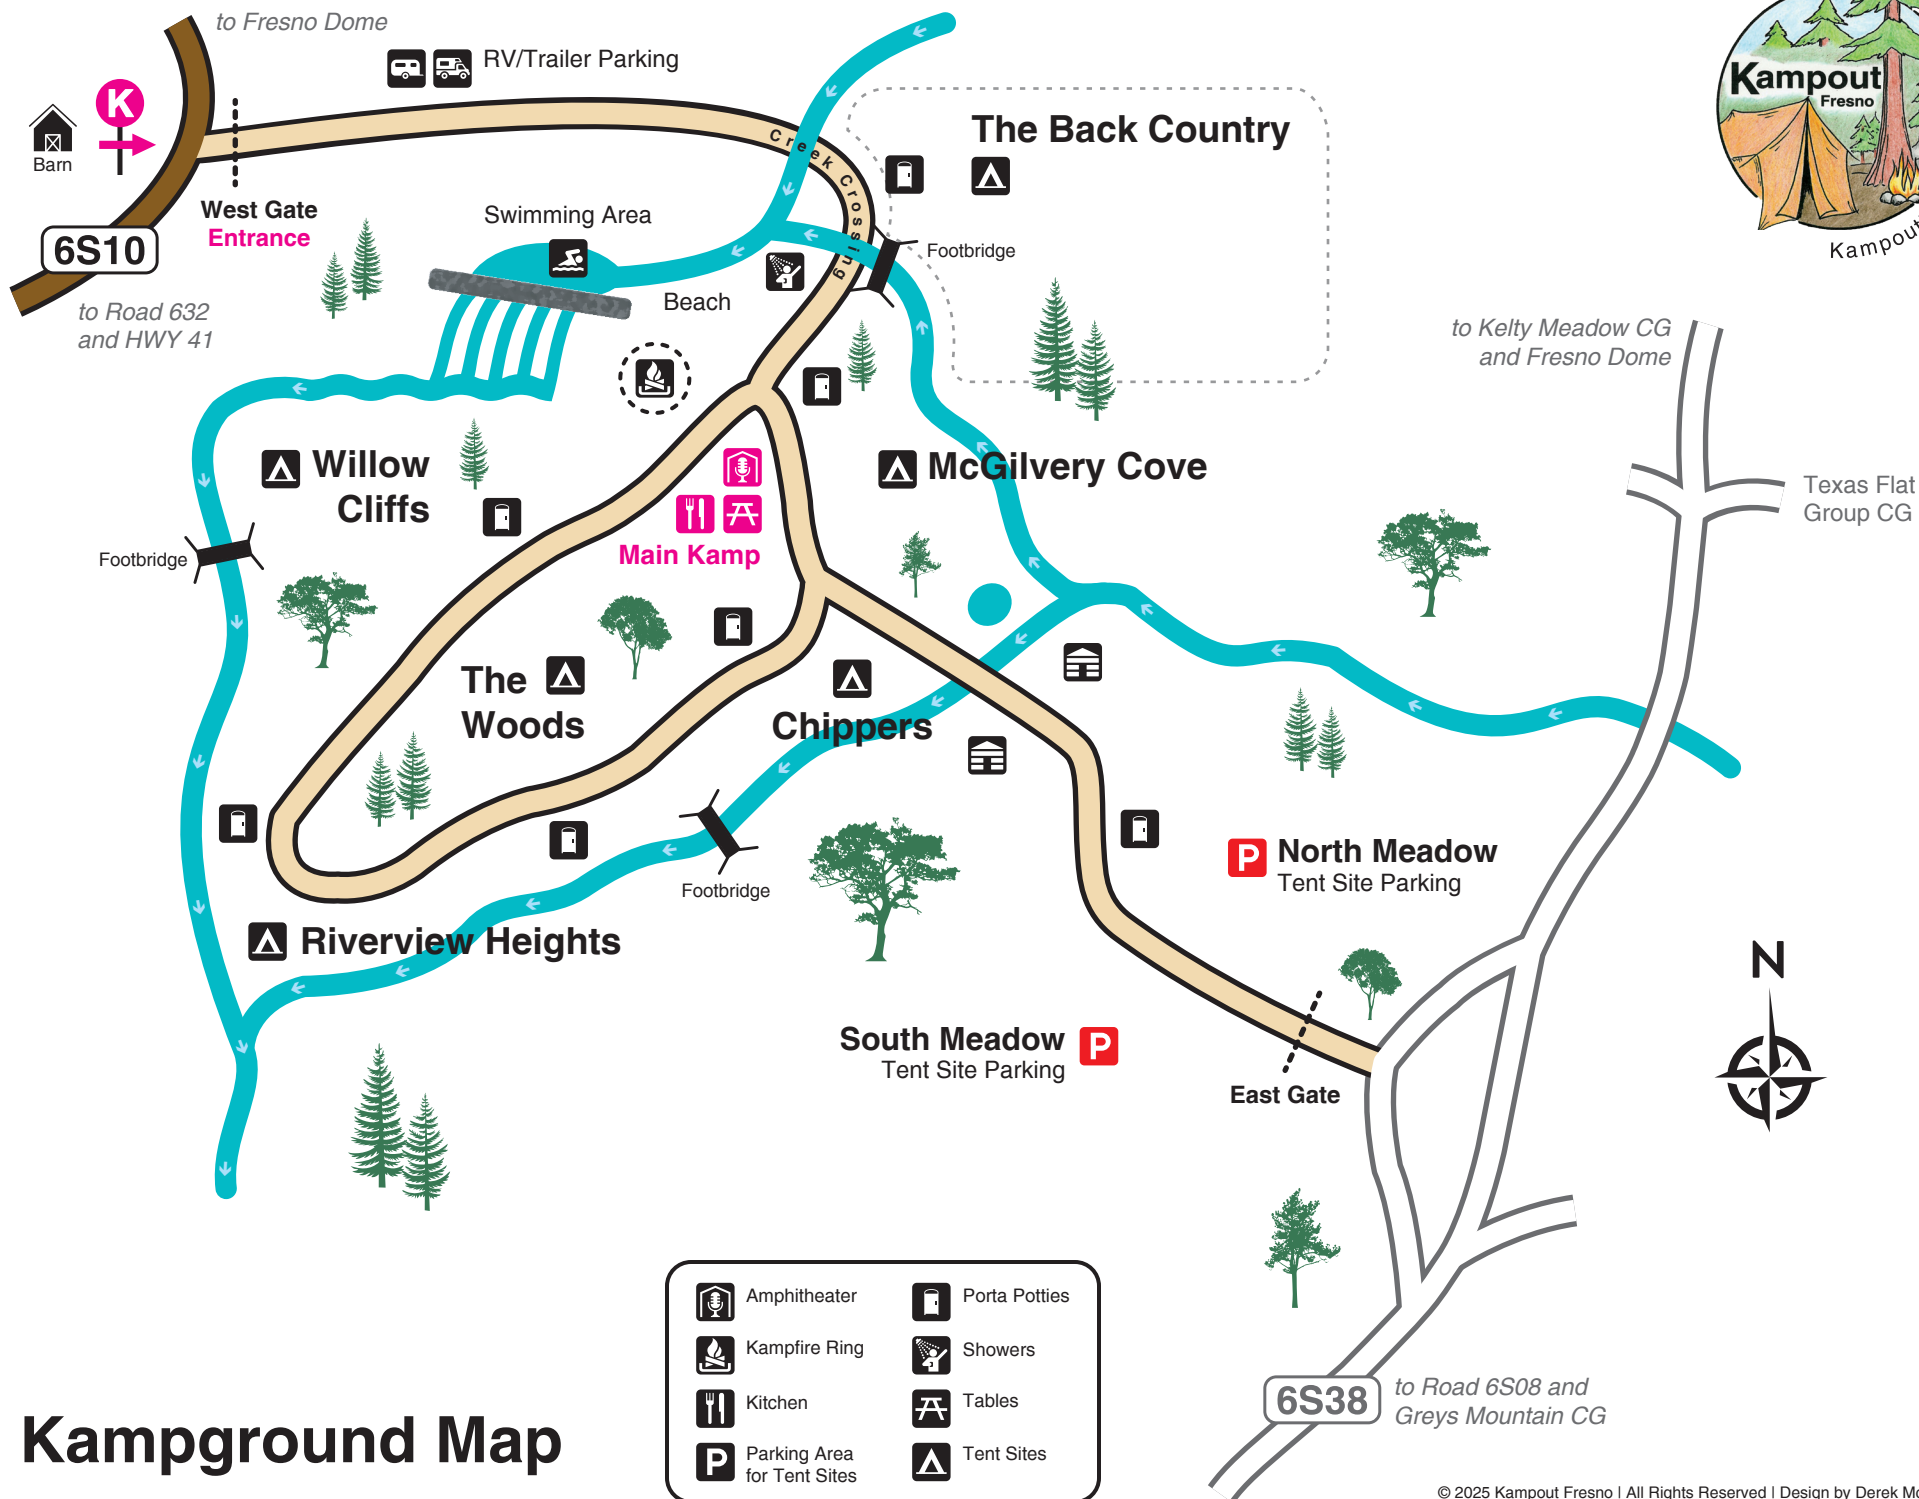 to Fresno Dome
RV/Trailer Parking
K
Barn
West Gate
Entrance
6S10
to Road 632
and HWY 41
Creek Crossing
The Back Country
Swimming Area
Footbridge
Beach
Kampout
Fresno
Kampout
to Kelty Meadow CG
and Fresno Dome
Texas Flat
Group CG
Willow
Cliffs
McGilvery Cove
Main Kamp
Footbridge
The
Woods
Chippers
Footbridge
Riverview Heights
P
North Meadow
Tent Site Parking
South Meadow
Tent Site Parking
P
East Gate
N
Amphitheater
Kampfire Ring
Kitchen
P
Parking Area
for Tent Sites
Porta Potties
Showers
Tables
Tent Sites
6S38
to Road 6S08 and
Greys Mountain CG
Kampground Map
© 2025 Kampout Fresno | All Rights Reserved | Design by Derek